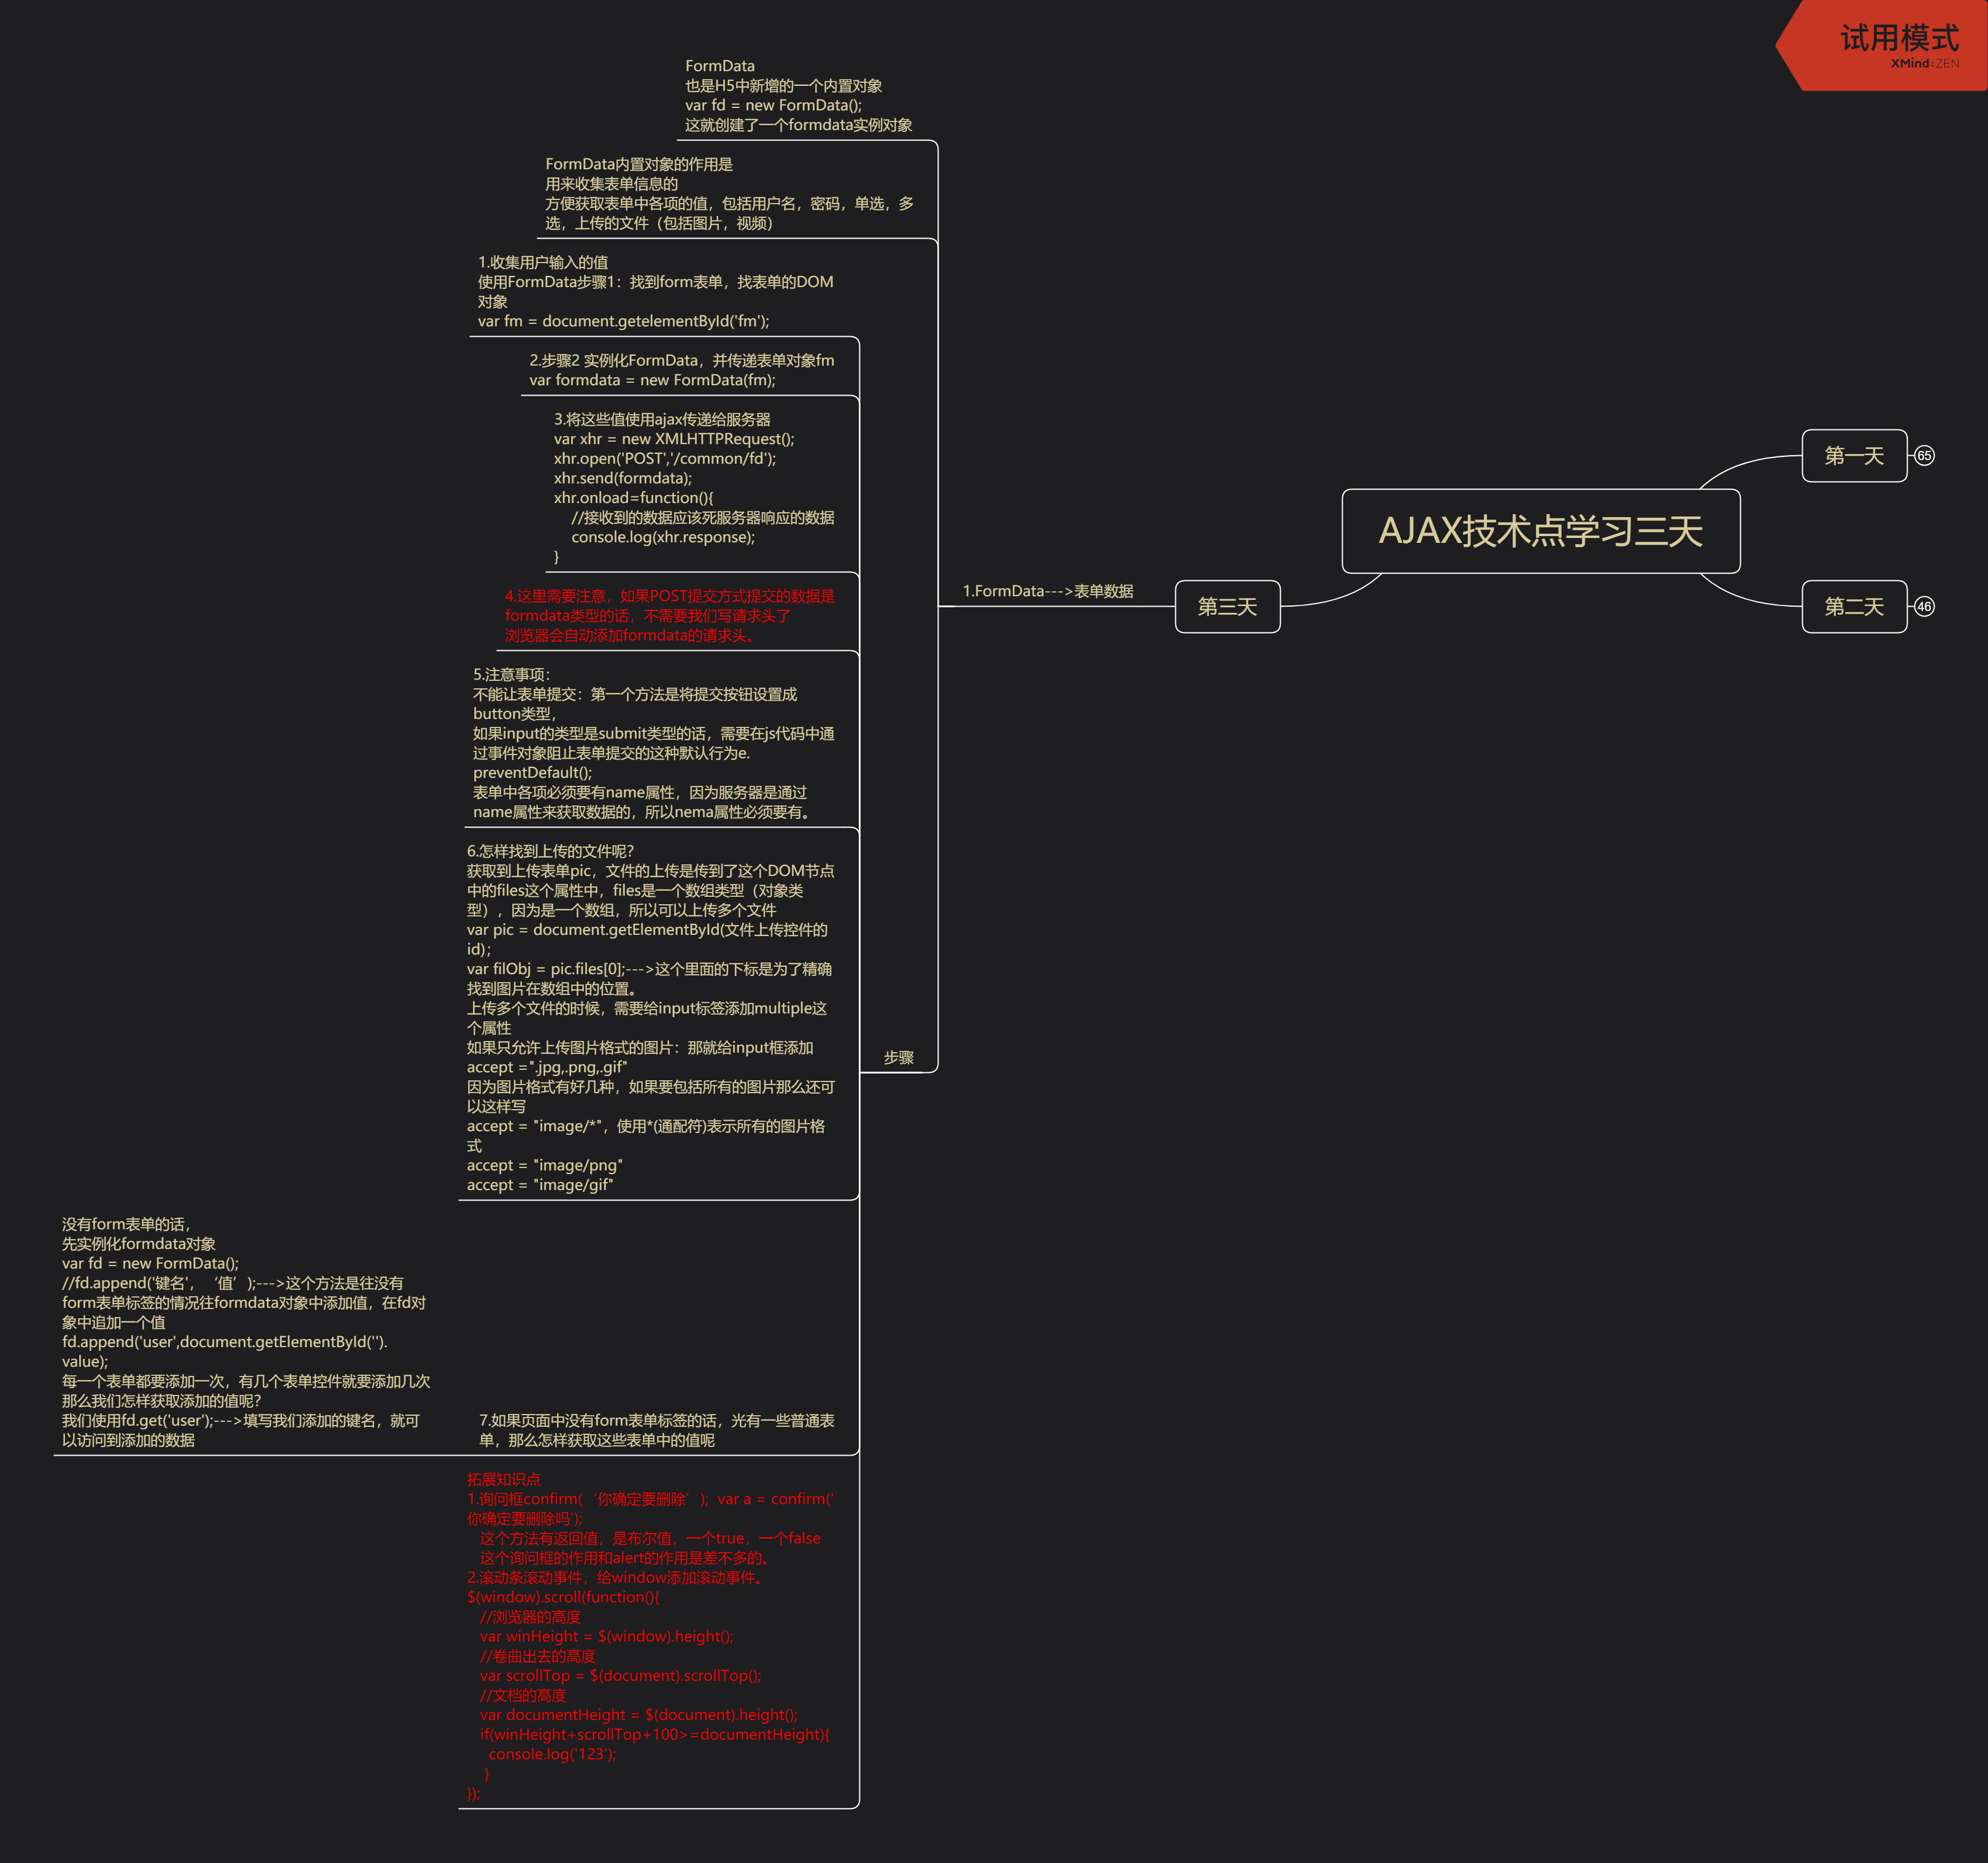 试用模式
XMind:ZEN
AJAX技术点学习三天
第一天
65
第二天
46
第三天
1.FormData--->表单数据
FormData
也是H5中新增的一个内置对象
var fd = new FormData();
这就创建了一个formdata实例对象
FormData内置对象的作用是
用来收集表单信息的
方便获取表单中各项的值，包括用户名，密码，单选，多
选，上传的文件（包括图片，视频）
步骤
1.收集用户输入的值
使用FormData步骤1：找到form表单，找表单的DOM
对象
var fm = document.getelementById('fm');
2.步骤2 实例化FormData，并传递表单对象fm
var formdata = new FormData(fm);
3.将这些值使用ajax传递给服务器
var xhr = new XMLHTTPRequest();
xhr.open('POST','/common/fd');
xhr.send(formdata);
xhr.onload=function(){
//接收到的数据应该死服务器响应的数据
console.log(xhr.response);
}
4.这里需要注意，如果POST提交方式提交的数据是
formdata类型的话，不需要我们写请求头了
浏览器会自动添加formdata的请求头。
5.注意事项：
不能让表单提交：第一个方法是将提交按钮设置成
button类型，
如果input的类型是submit类型的话，需要在js代码中通
过事件对象阻止表单提交的这种默认行为e.
preventDefault();
表单中各项必须要有name属性，因为服务器是通过
name属性来获取数据的，所以nema属性必须要有。
6.怎样找到上传的文件呢？
获取到上传表单pic，文件的上传是传到了这个DOM节点
中的files这个属性中，files是一个数组类型（对象类
型），因为是一个数组，所以可以上传多个文件
var pic = document.getElementById(文件上传控件的
id);
var filObj = pic.files[0];--->这个里面的下标是为了精确
找到图片在数组中的位置。
上传多个文件的时候，需要给input标签添加multiple这
个属性
如果只允许上传图片格式的图片：那就给input框添加
accept =".jpg,.png,.gif"
因为图片格式有好几种，如果要包括所有的图片那么还可
以这样写
accept = "image/*"，使用*(通配符)表示所有的图片格
式
accept = "image/png"
accept = "image/gif"
7.如果页面中没有form表单标签的话，光有一些普通表
单，那么怎样获取这些表单中的值呢
没有form表单的话，
先实例化formdata对象
var fd = new FormData();
//fd.append('键名'，‘值’);--->这个方法是往没有
form表单标签的情况往formdata对象中添加值，在fd对
象中追加一个值
fd.append('user',document.getElementById('').
value);
每一个表单都要添加一次，有几个表单控件就要添加几次
那么我们怎样获取添加的值呢？
我们使用fd.get('user');--->填写我们添加的键名，就可
以访问到添加的数据
拓展知识点
1.询问框confirm(‘你确定要删除’); var a = confirm('
你确定要删除吗');
这个方法有返回值，是布尔值，一个true，一个false
这个询问框的作用和alert的作用是差不多的。
2.滚动条滚动事件，给window添加滚动事件。
$(window).scroll(function(){
//浏览器的高度
var winHeight = $(window).height();
//卷曲出去的高度
var scrollTop = $(document).scrollTop();
//文档的高度
var documentHeight = $(document).height();
if(winHeight+scrollTop+100>=documentHeight){
console.log('123');
}
});